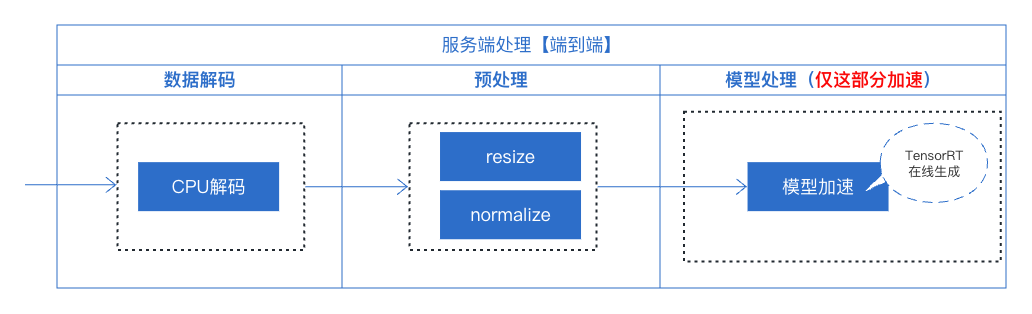 服务端处理【端到端】
数据解码
预处理
模型处理（仅这部分加速）
CPU解码
resize
normalize
模型加速
TensorRT
在线生成